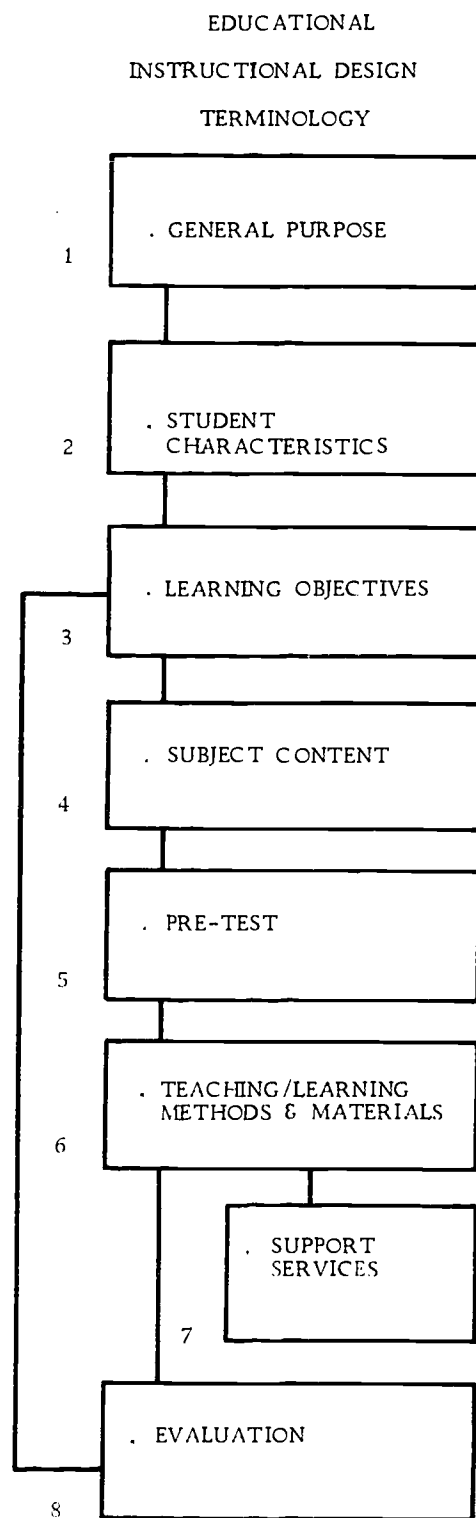 EDUCATIONAL
INSTRUCTIONAL DESIGN
TERMINOLOGY
. GENERAL PURPOSE
1
. STUDENT
CHARACTERISTICS
2
. LEARNING OBJECTIVES
3
. SUBJECT CONTENT
4
. PRE-TEST
5
. TEACHING/LEARNING
METHODS & MATERIALS
6
. SUPPORT
SERVICES
7
. EVALUATION
8